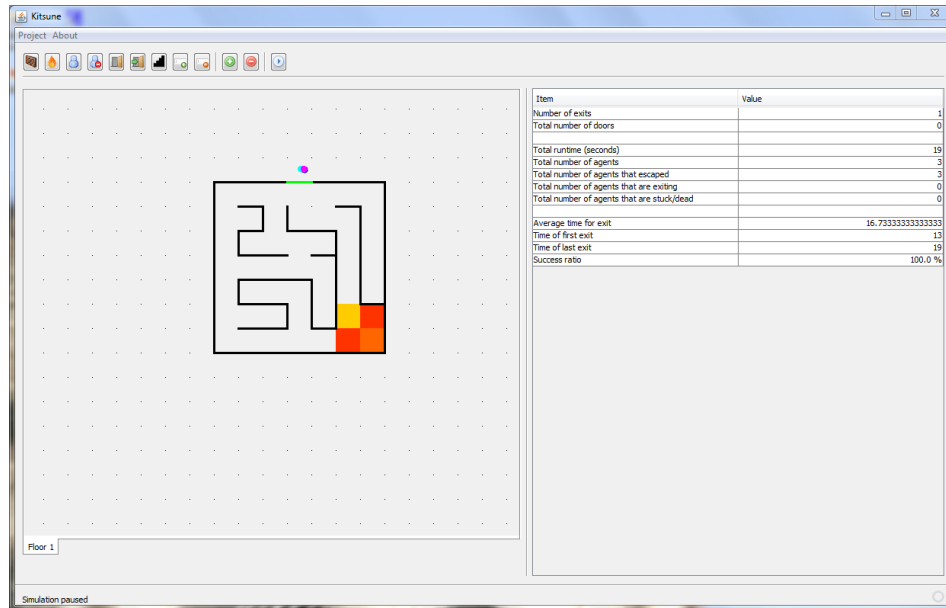 Kitsune
Project About
Item Value
Number of exits 1
Total number of doors 0
Total runtime (seconds) 19
Total number of agents 3
Total number of agents that escaped 3
Total number of agents that are exiting 0
Total number of agents that are stuck/dead 0
Average time for exit 16.73333333333333
Time of first exit 13
Time of last exit 19
Success ratio 100.0 %
Floor 1
Simulation paused